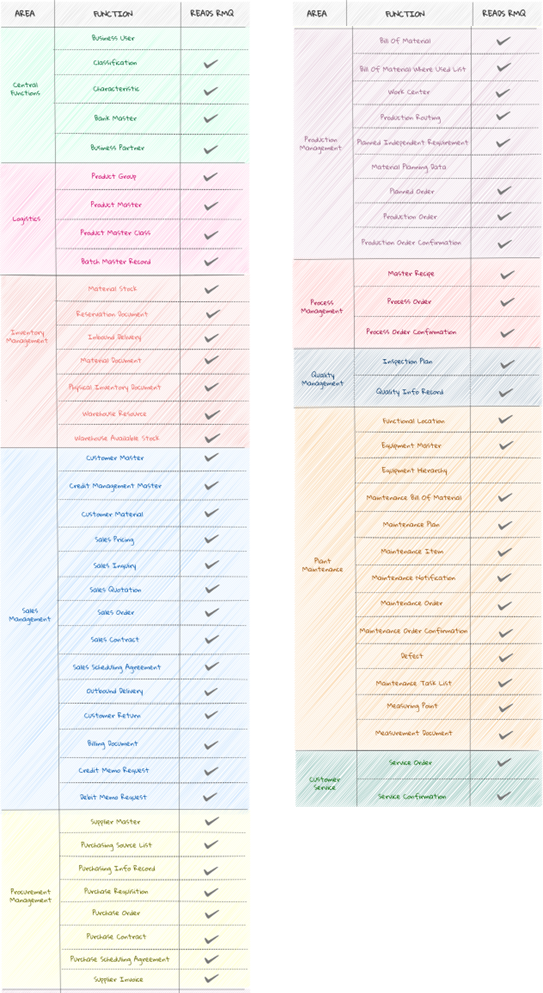 AREA FUNCTION READS RMQ
Central
Functions
Business User
Classification ✓
Characteristic ✓
Bank Master ✓
Business Partner ✓
Logistics
Product Group ✓
Product Master ✓
Product Master Class ✓
Batch Master Record ✓
Inventory
Management
Material Stock ✓
Reservation Document ✓
Inbound Delivery ✓
Material Document ✓
Physical Inventory Document ✓
Warehouse Resource ✓
Warehouse Available Stock ✓
Sales
Management
Customer Master ✓
Credit Management Master ✓
Customer Material ✓
Sales Pricing ✓
Sales Inquiry ✓
Sales Quotation ✓
Sales Order ✓
Sales Contract ✓
Sales Scheduling Agreement ✓
Outbound Delivery ✓
Customer Return ✓
Billing Document ✓
Credit Memo Request ✓
Debit Memo Request ✓
Procurement
Management
Supplier Master ✓
Purchasing Source List ✓
Purchasing Info Record ✓
Purchase Requisition ✓
Purchase Order ✓
Purchase Contract ✓
Purchase Scheduling Agreement ✓
Supplier Invoice ✓
AREA FUNCTION READS RMQ
Production
Management
Bill Of Material ✓
Bill Of Material Where Used List ✓
Work Center ✓
Production Routing ✓
Planned Independent Requirement ✓
Material Planning Data
Planned Order ✓
Production Order ✓
Production Order Confirmation ✓
Process
Management
Master Recipe ✓
Process Order ✓
Process Order Confirmation ✓
Quality
Management
Inspection Plan ✓
Quality Info Record ✓
Plant
Maintenance
Functional Location ✓
Equipment Master ✓
Equipment Hierarchy
Maintenance Bill Of Material ✓
Maintenance Plan ✓
Maintenance Item ✓
Maintenance Notification ✓
Maintenance Order ✓
Maintenance Order Confirmation ✓
Defect ✓
Maintenance Task List ✓
Measuring Point ✓
Measurement Document ✓
Customer
Service
Service Order ✓
Service Confirmation ✓